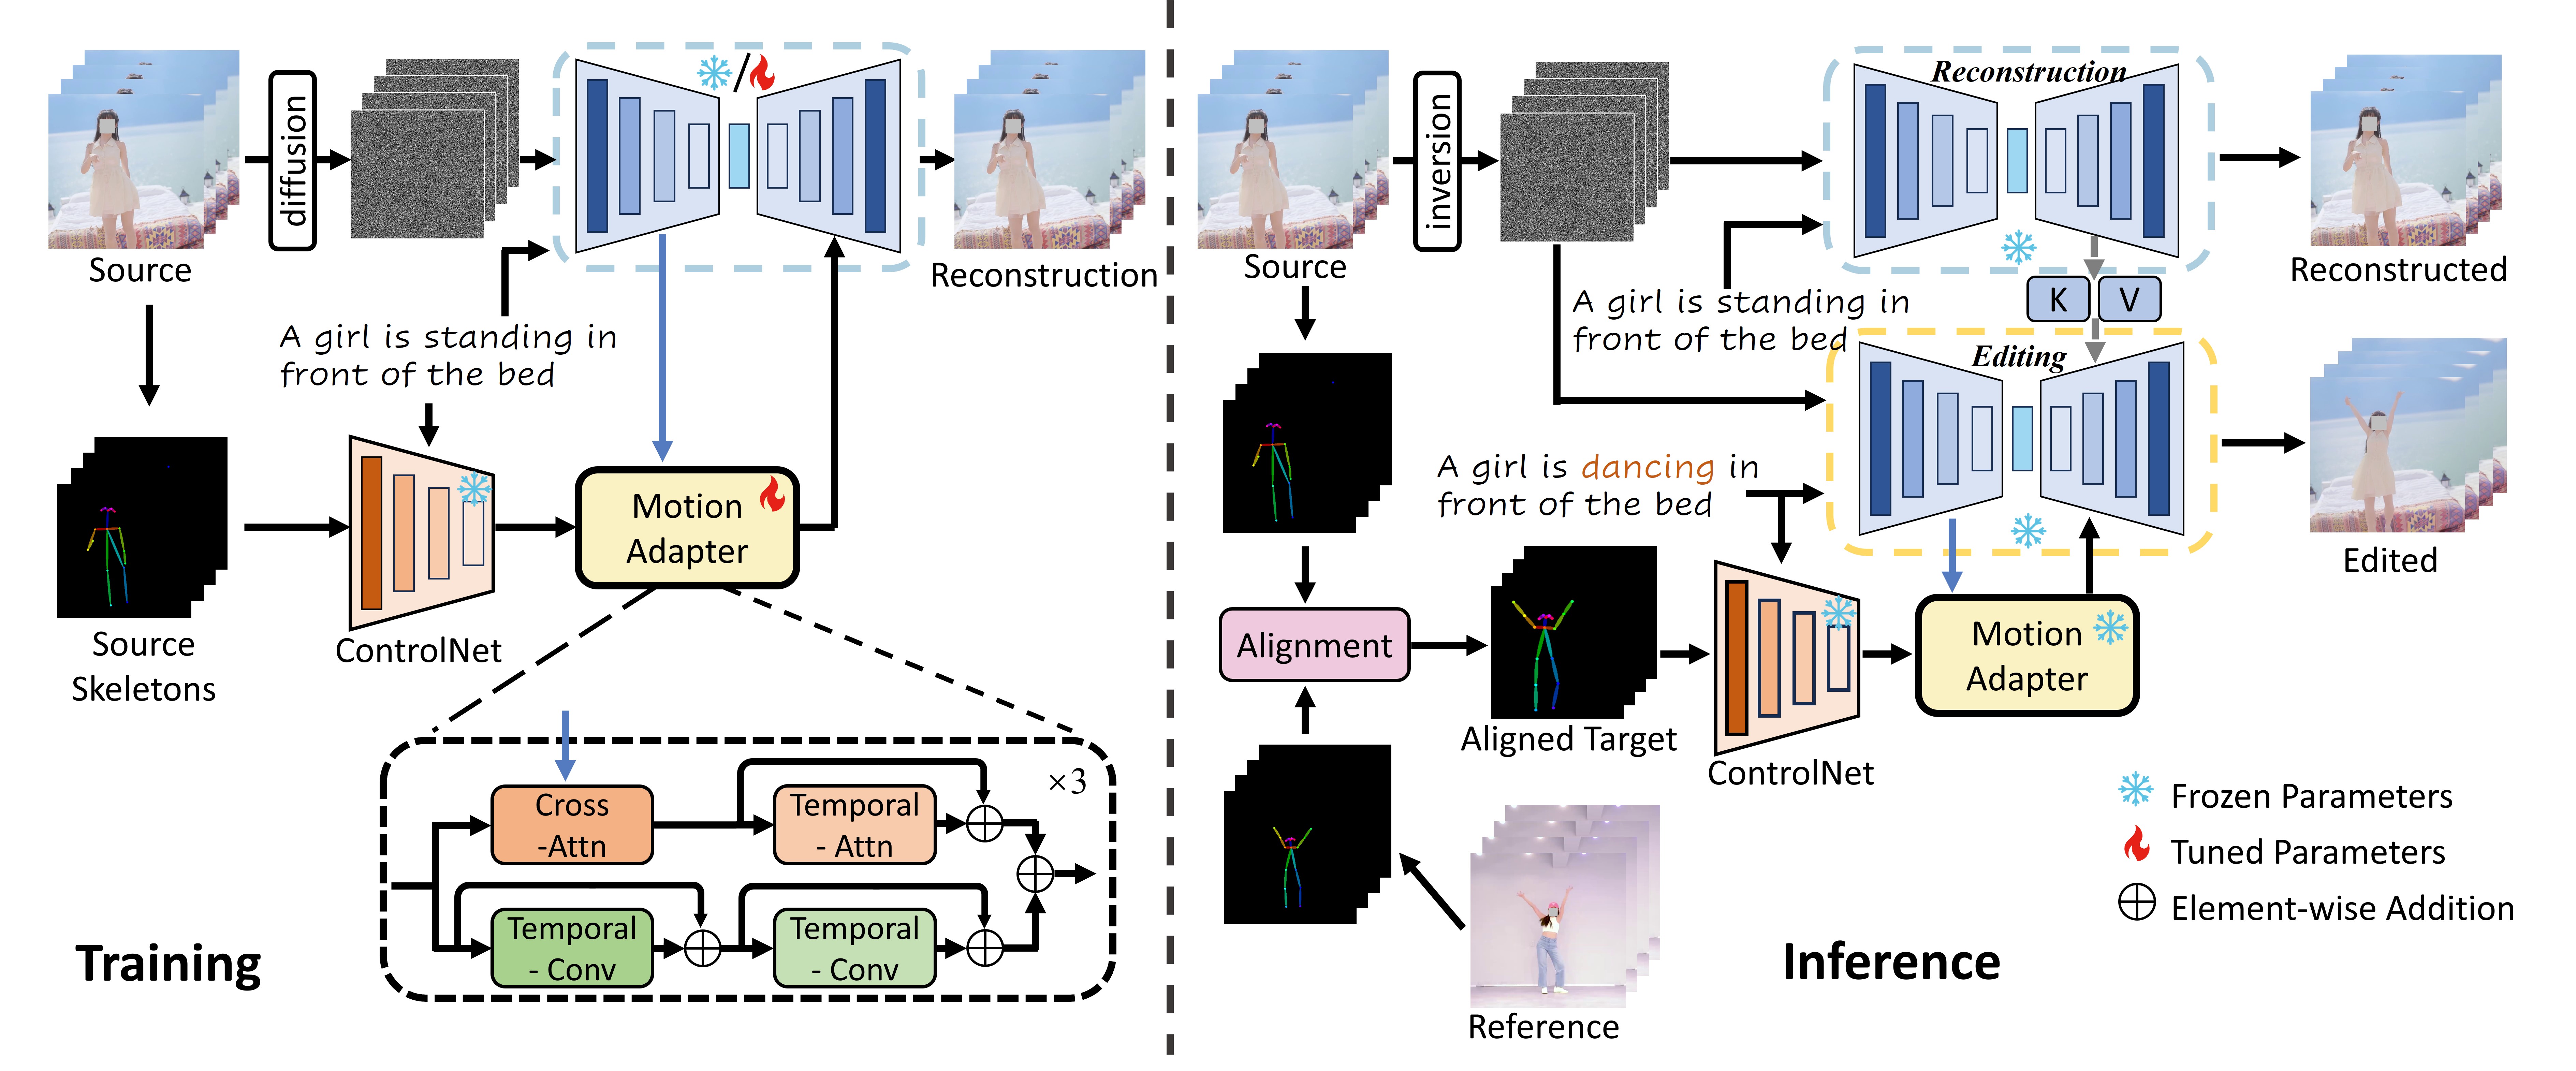 diffusion
Source
A girl is standing in
front of the bed
Reconstruction
Source
Skeletons
ControlNet
Motion
Adapter
×3
Cross
-Attn
Temporal
- Attn
Temporal
- Conv
Temporal
- Conv
Training
inversion
Source
Reconstruction
Reconstructed
K V
A girl is standing in
front of the bed
Editing
A girl is dancing in
front of the bed
Edited
Alignment
Aligned Target
ControlNet
Motion
Adapter
Reference
Frozen Parameters
Tuned Parameters
Element-wise Addition
Inference